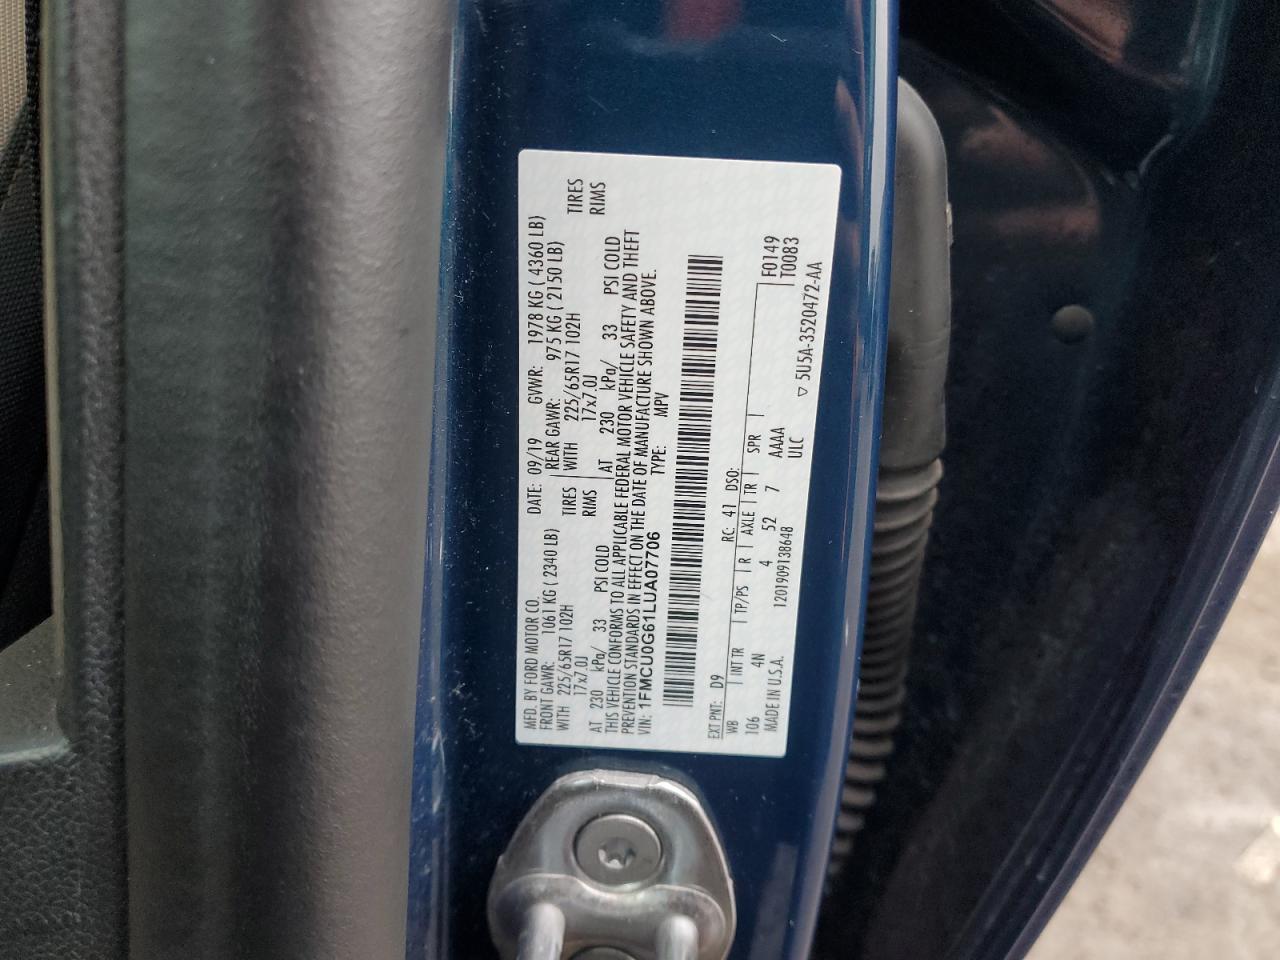 MFD. BY FORD MOTOR CO.
DATE: 09/19 GVWR: 1978 KG ( 4360 LB)
FRONT GAWR: 1061 KG ( 2340 LB) REAR GAWR: 975 KG ( 2150 LB)
WITH 225/65R17 102H TIRES WITH 225/65R17 102H TIRES
17x7.0J RIMS 17x7.0J RIMS
AT 230 kPa/ 33 PSI COLD AT 230 kPa/ 33 PSI COLD
THIS VEHICLE CONFORMS TO ALL APPLICABLE FEDERAL MOTOR VEHICLE SAFETY AND THEFT
PREVENTION STANDARDS IN EFFECT ON THE DATE OF MANUFACTURE SHOWN ABOVE.
VIN: 1FMCU0G61LUA07706 TYPE: MPV
EXT PNT: D9 RC: 41 DSO: F0149
WB INT TR TP/PS R AXLE TR SPR T0083
106 4N 4 52 7 AAAA
MADE IN U.S.A. 1201909138648 ULC ▽ 5U5A-3520472-AA